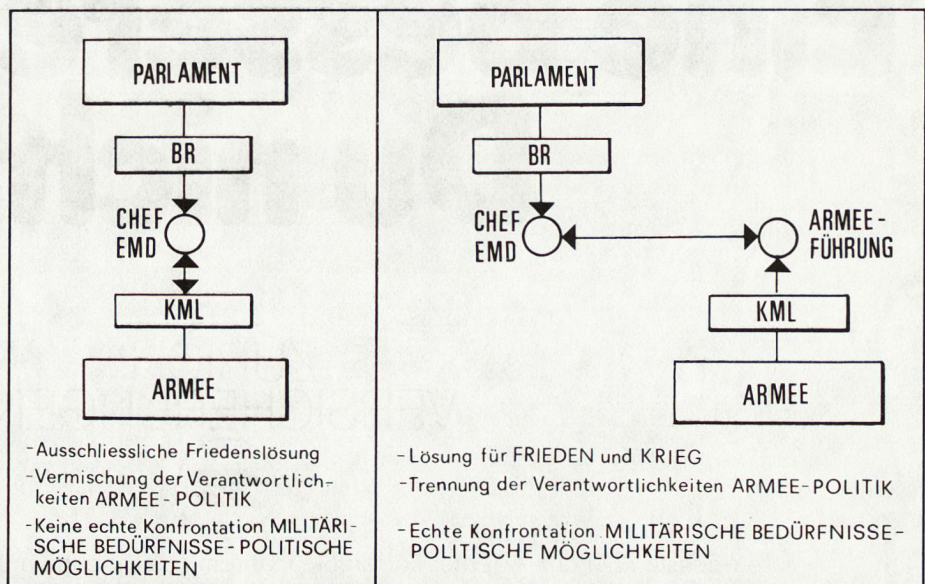 PARLAMENT
BR
CHEF
EMD
KML
ARMEE
-Ausschliessliche Friedenslösung
-Vermischung der Verantwortlich-
keiten ARMEE-POLITIK
-Keine echte Konfrontation MILITÄRI-
SCHE BEDÜRFNISSE-POLITISCHE
MÖGLICHKEITEN
PARLAMENT
BR
CHEF
EMD
ARMEE-
FÜHRUNG
KML
ARMEE
-Lösung für FRIEDEN und KRIEG
-Trennung der Verantwortlichkeiten ARMEE-POLITIK
-Echte Konfrontation MILITÄRISCHE BEDÜRFNISSE-
POLITISCHE MÖGLICHKEITEN